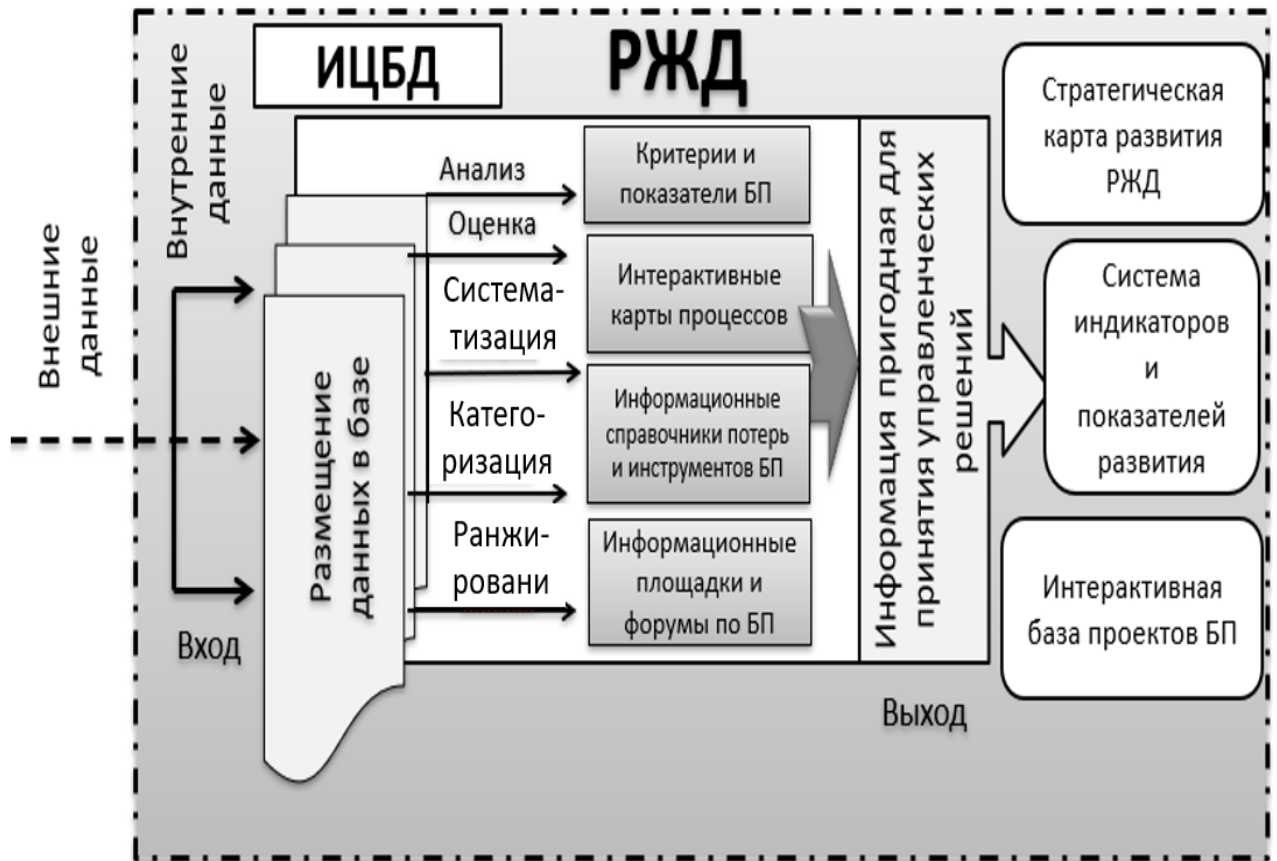 ИЦБД
РЖД
Внешние
данные
Внутренние
данные
Вход
Размещение
данных в базе
Анализ
Оценка
Система-
тизация
Катего-
ризация
Ранжи-
ровани
Критерии и
показатели БП
Интерактивные
карты процессов
Информационные
справочники потерь
и инструментов БП
Информационные
площадки и
форумы по БП
Информация пригодная для
принятия управленческих
решений
Выход
Стратегическая
карта развития
РЖД
Система
индикаторов
и
показателей
развития
Интерактивная
база проектов БП